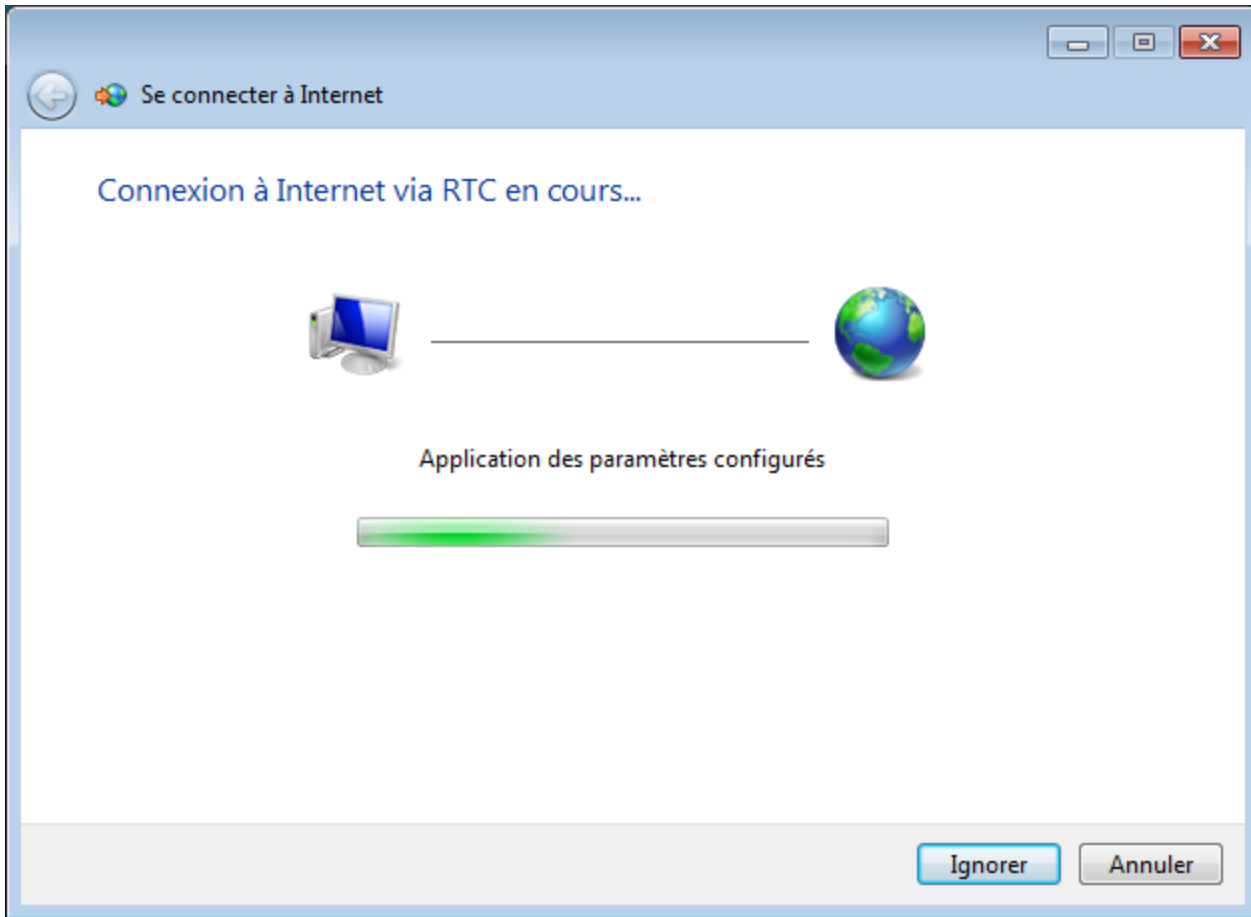 Se connecter à Internet
Connexion à Internet via RTC en cours...
Application des paramètres configurés
Ignorer
Annuler